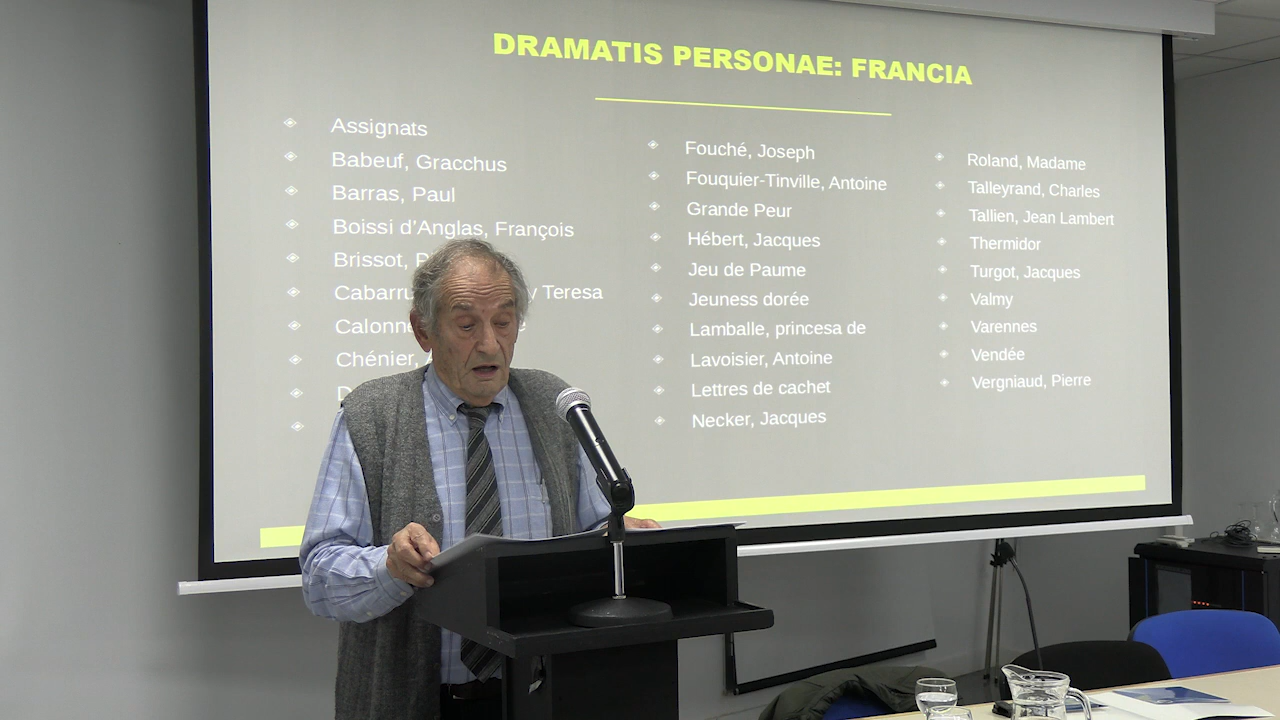 DRAMATIS PERSONAE: FRANCIA
Assignats
Babeuf, Gracchus
Barras, Paul
Boissi d'Anglas, François
Brissot,
Teresa
Chénier,
Fouché, Joseph
Fouquier-Tinville, Antoine
Grande Peur
Hébert, Jacques
Jeu de Paume
Jeuness dorée
Lamballe, princesa de
Lavoisier, Antoine
Lettres de cachet
Necker, Jacques
Roland, Madame
Talleyrand, Charles
Tallien, Jean Lambert
Thermidor
Turgot, Jacques
Valmy
Varennes
Vendée
Vergniaud, Pierre